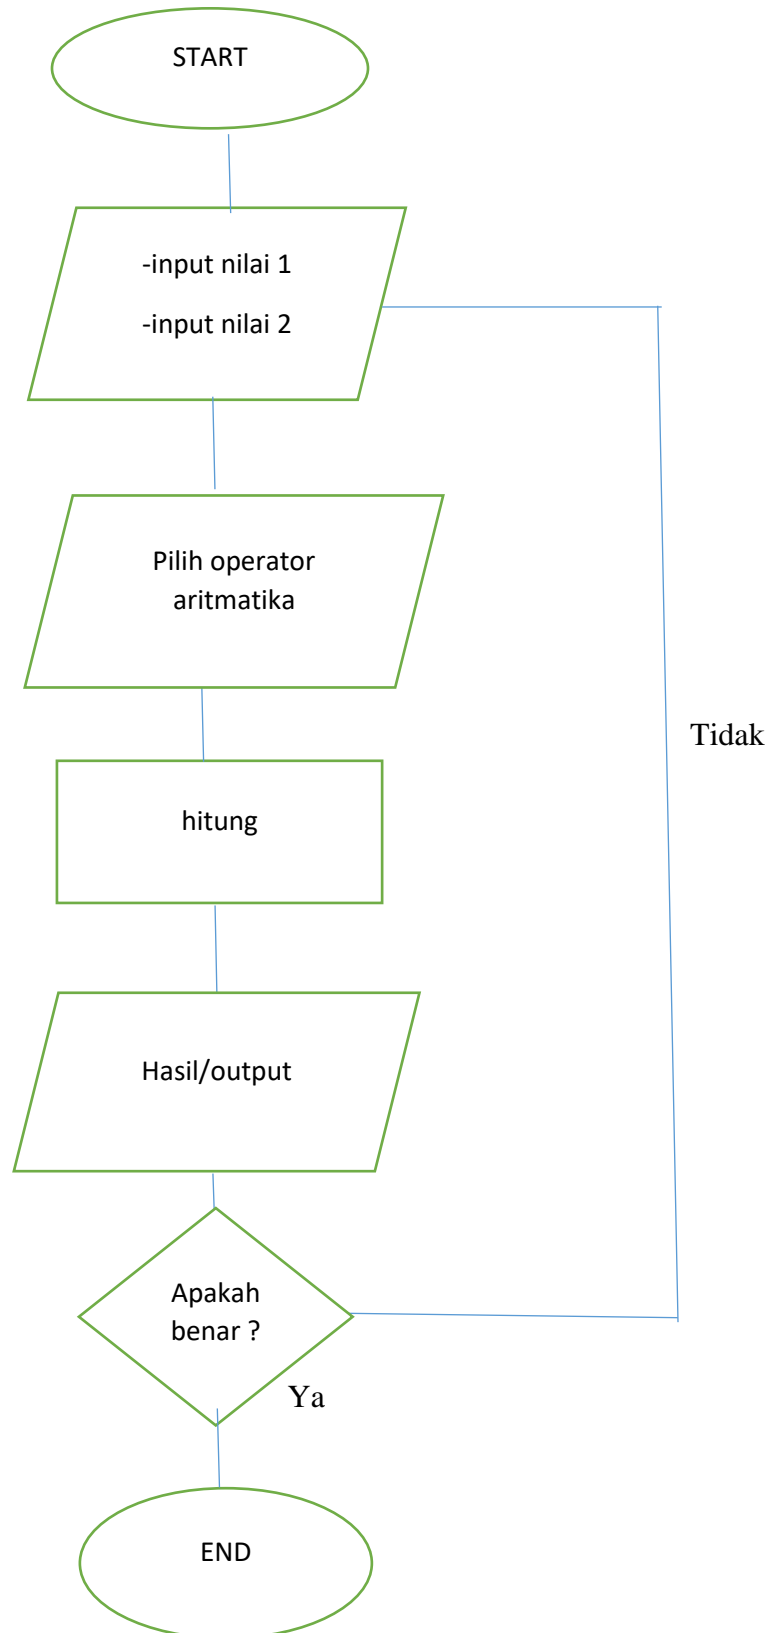 START
-input nilai 1
-input nilai 2
Pilih operator
aritmatika
Tidak
hitung
Hasil/output
Apakah
benar ?
Ya
END